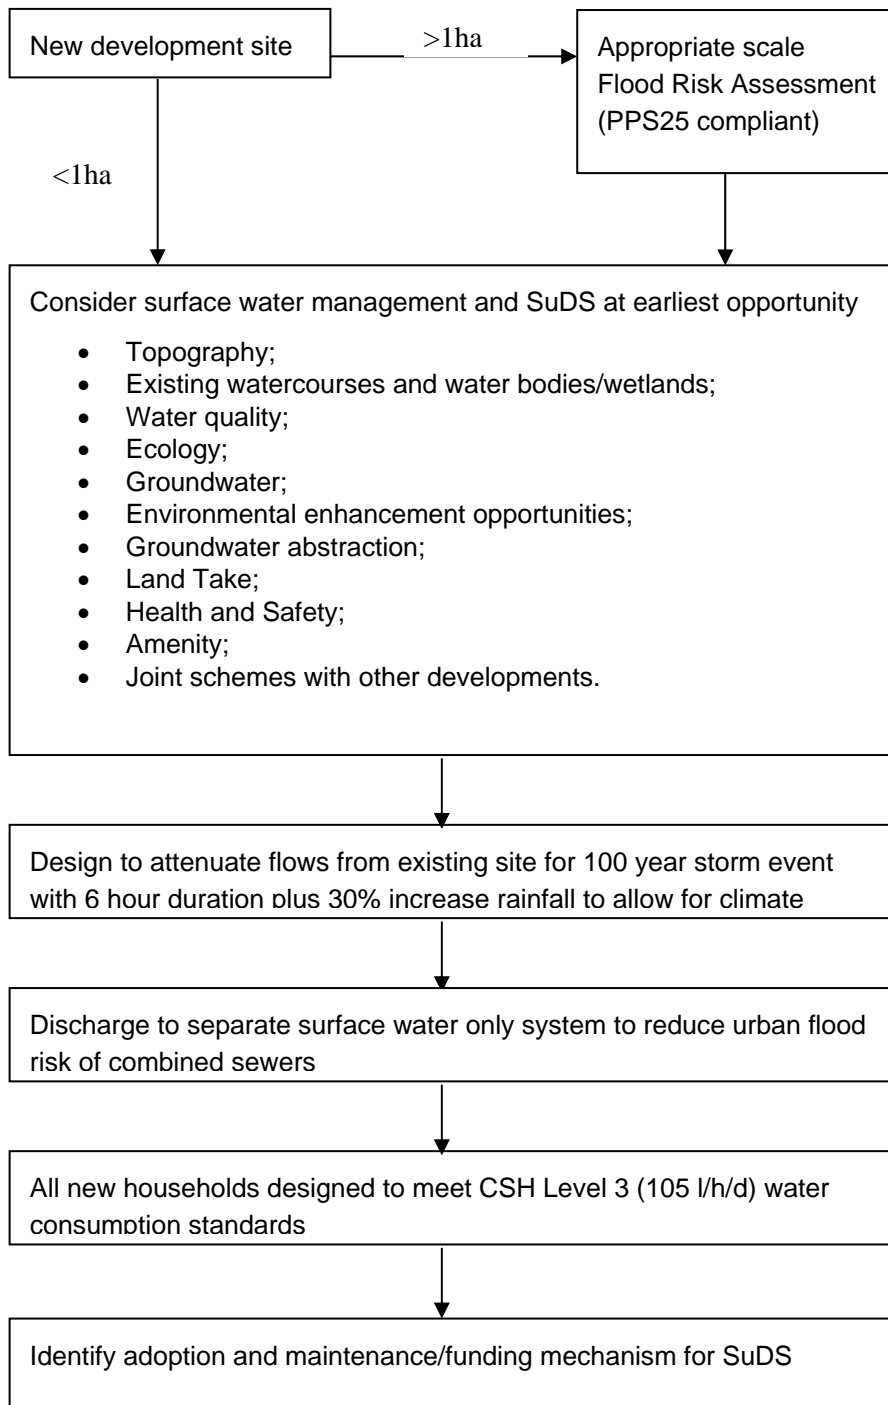 New development site
>1ha
Appropriate scale
Flood Risk Assessment
(PPS25 compliant)
<1ha
Consider surface water management and SuDS at earliest opportunity
• Topography;
• Existing watercourses and water bodies/wetlands;
• Water quality;
• Ecology;
• Groundwater;
• Environmental enhancement opportunities;
• Groundwater abstraction;
• Land Take;
• Health and Safety;
• Amenity;
• Joint schemes with other developments.
Design to attenuate flows from existing site for 100 year storm event
with 6 hour duration plus 30% increase rainfall to allow for climate
Discharge to separate surface water only system to reduce urban flood
risk of combined sewers
All new households designed to meet CSH Level 3 (105 l/h/d) water
consumption standards
Identify adoption and maintenance/funding mechanism for SuDS